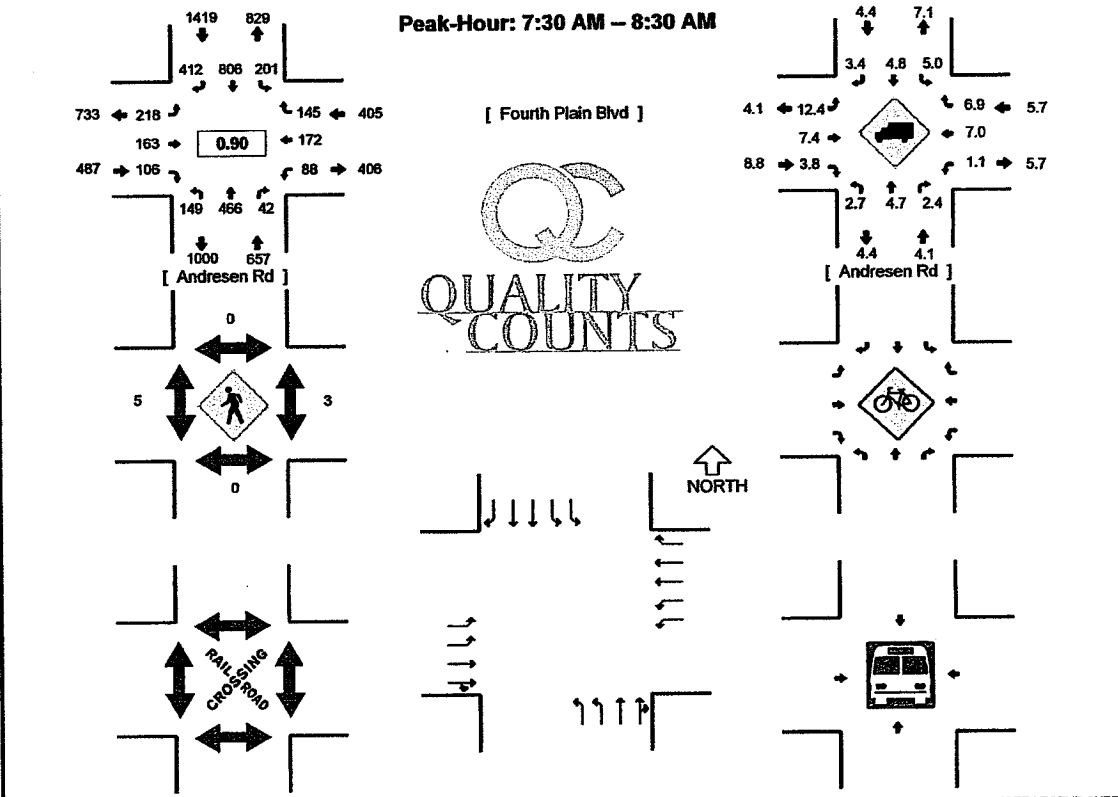 Peak-Hour: 7:30 AM – 8:30 AM
1419 829
412 806 201
733 218 145 405
163 0.90 172
487 106 88 406
149 466 42
1000 657
[ Andresen Rd ]
[ Fourth Plain Blvd ]
QC
QUALITY
COUNTS
4.4 7.1
3.4 4.8 5.0
4.1 12.4 6.9 5.7
7.4 7.0
8.8 3.8 1.1 5.7
2.7 4.7 2.4
4.4 4.1
[ Andresen Rd ]
0
5 3
0
NORTH
RAIL ROAD
CROSSING